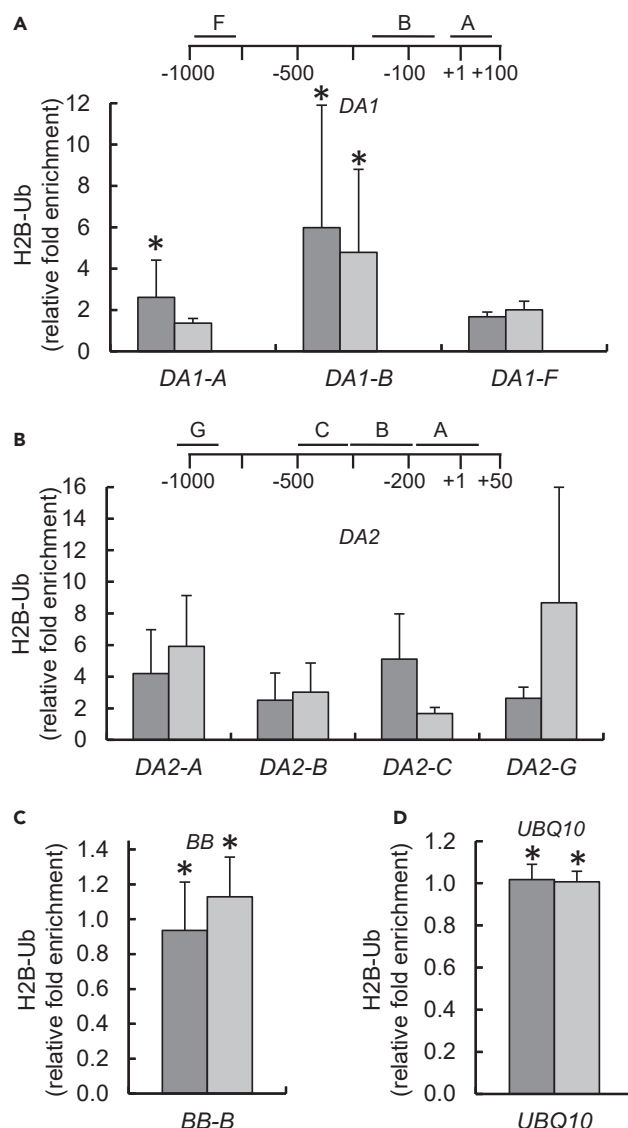 A
F B A
-1000 -500 -100 +1 +100
DA1
H2B-Ub
(relative fold enrichment)
12
10
8
6
4
2
0
* * *
DA1-A DA1-B DA1-F
B
G C B A
-1000 -500 -200 +1 +50
DA2
H2B-Ub
(relative fold enrichment)
16
14
12
10
8
6
4
2
0
DA2-A DA2-B DA2-C DA2-G
C
BB
H2B-Ub
(relative fold enrichment)
1.4
1.2
1.0
0.8
0.6
0.4
0.2
0.0
* *
BB-B
D
UBQ10
H2B-Ub
(relative fold enrichment)
1.2
1.0
0.8
0.6
0.4
0.2
0.0
* *
UBQ10